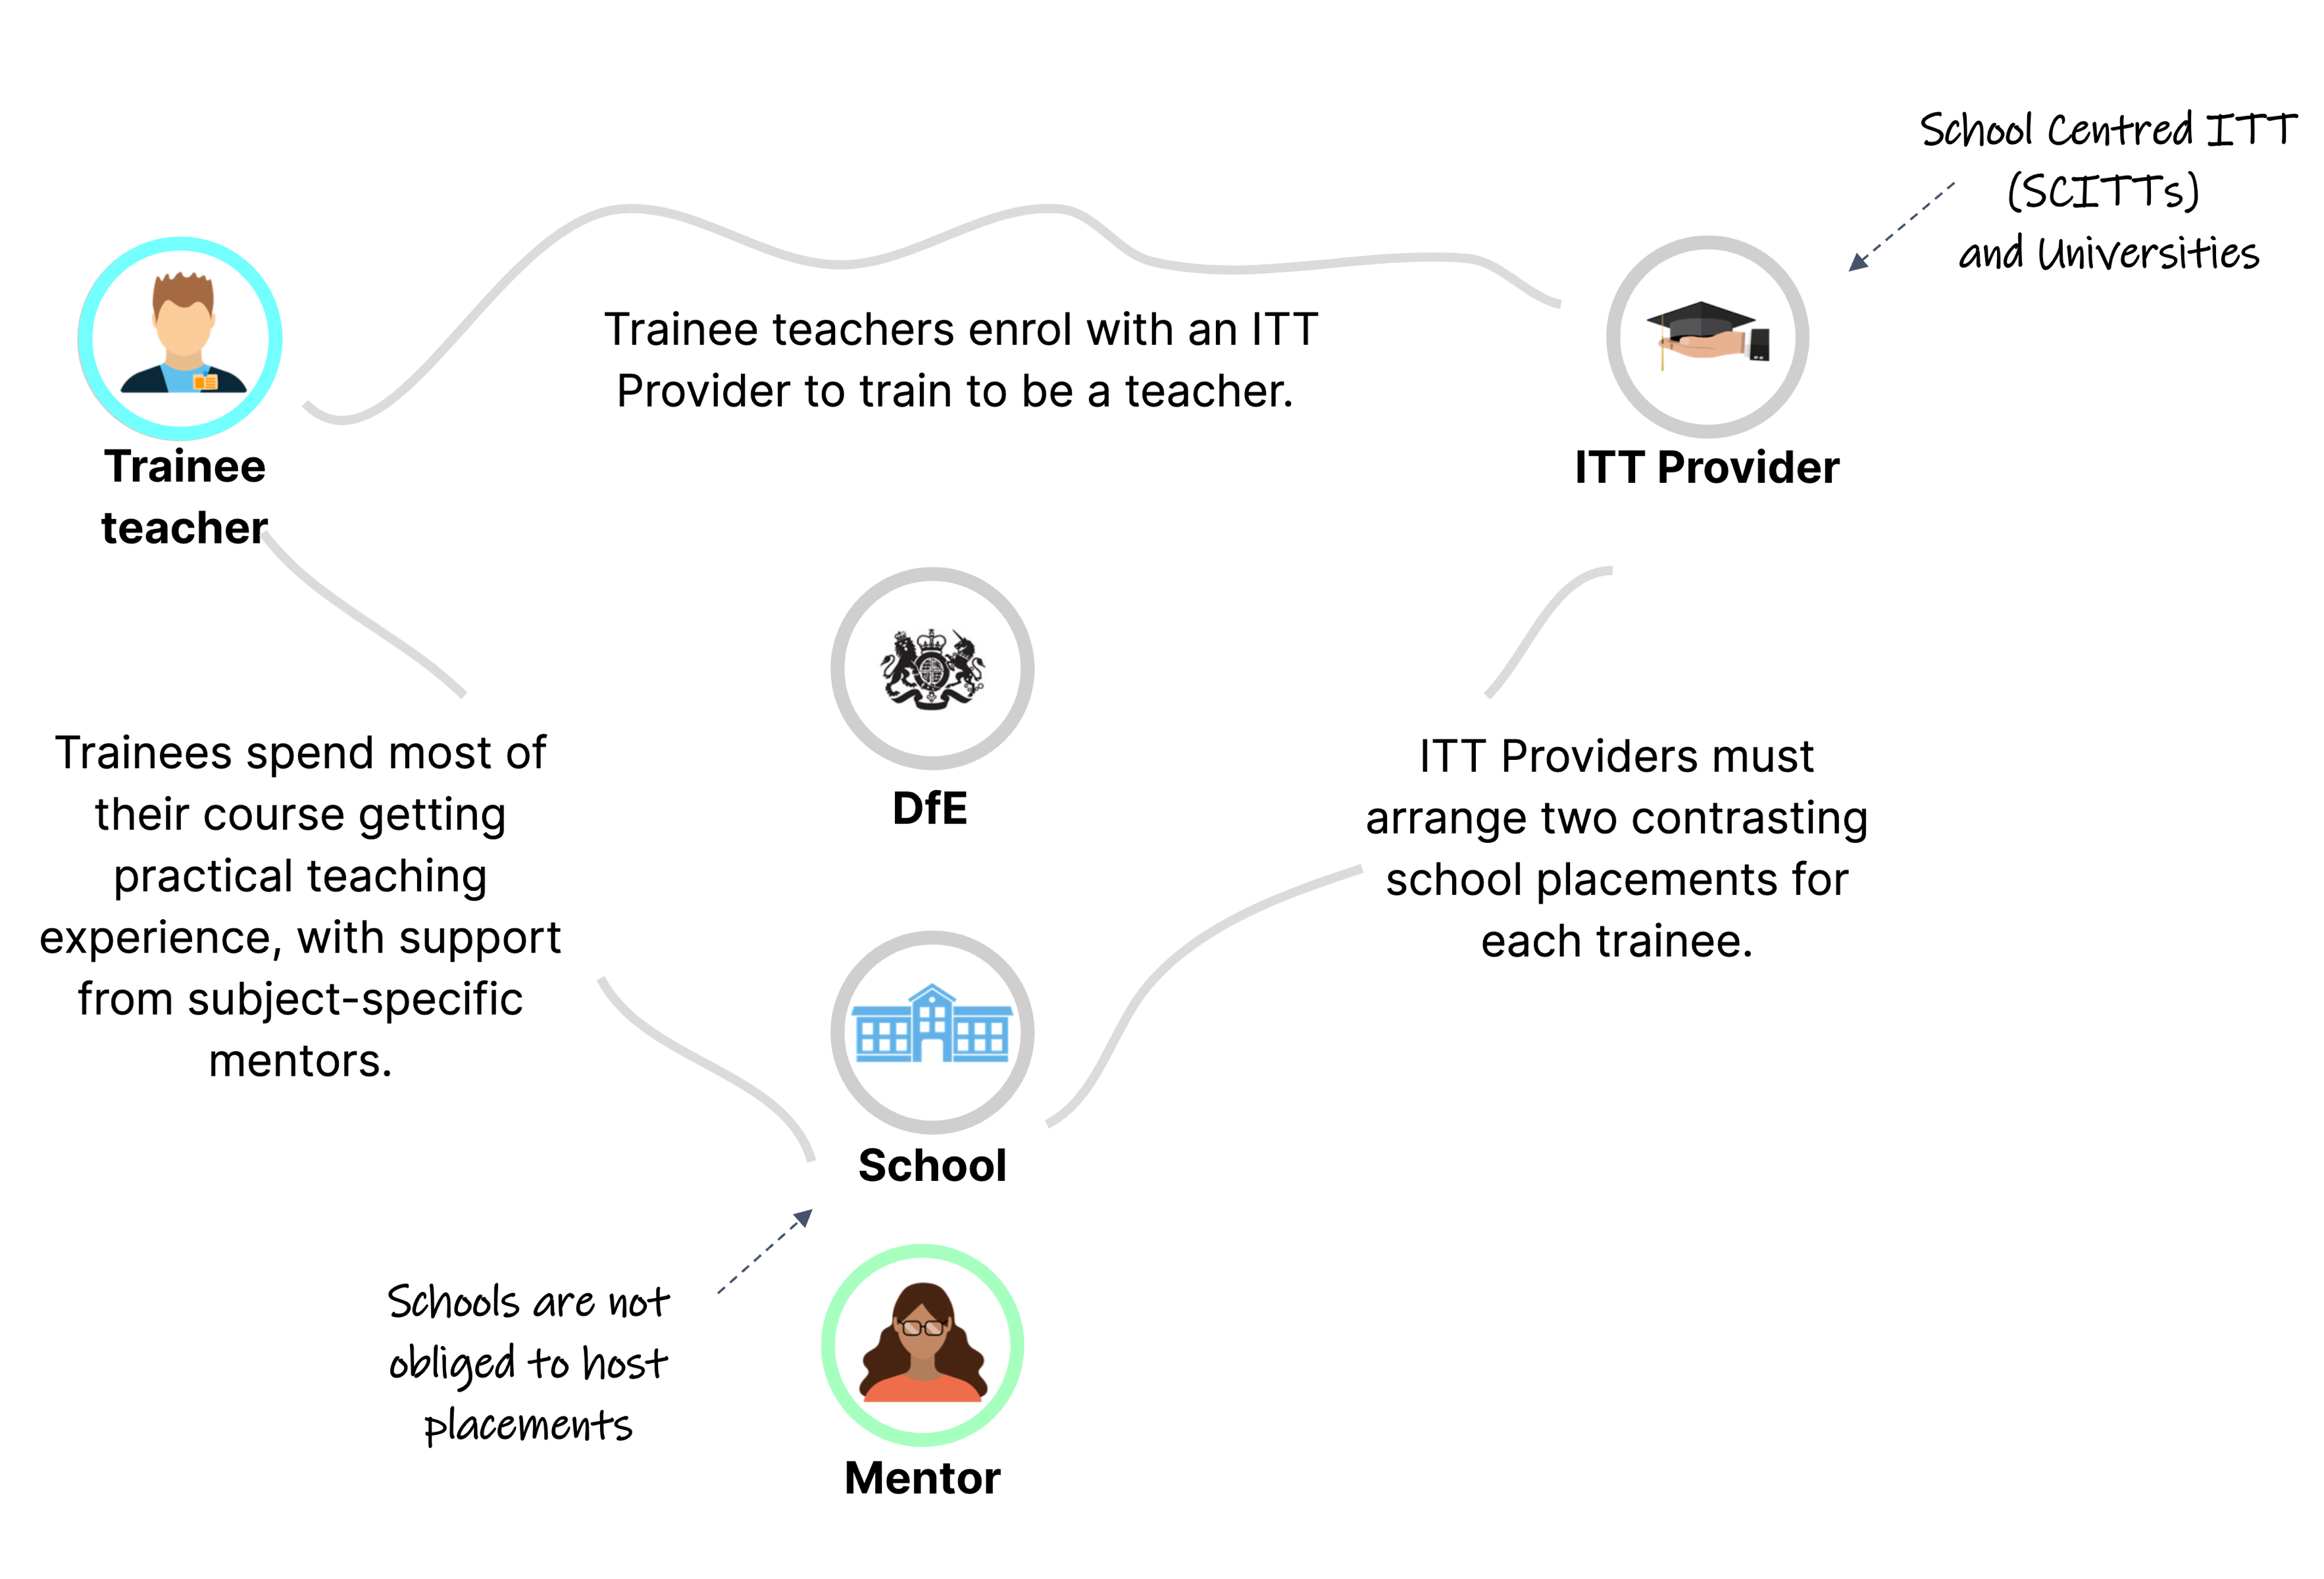 School Centred ITT
(SCITTs)
and Universities
Trainee teachers enrol with an ITT
Provider to train to be a teacher.
Trainee
teacher
ITT Provider
DfE
Trainees spend most of
their course getting
practical teaching
experience, with support
from subject-specific
mentors.
ITT Providers must
arrange two contrasting
school placements for
each trainee.
School
Schools are not
obliged to host
placements
Mentor